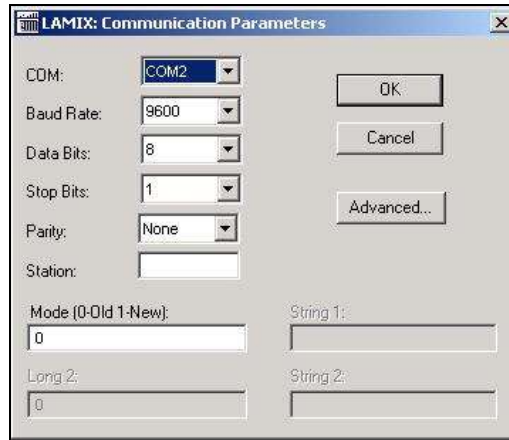 LAMIX: Communication Parameters
COM: COM2
Baud Rate: 9600
Data Bits: 8
Stop Bits: 1
Parity: None
Station:
OK
Cancel
Advanced...
Mode (0-Old 1-New):
0
String 1:
Long 2:
0
String 2: